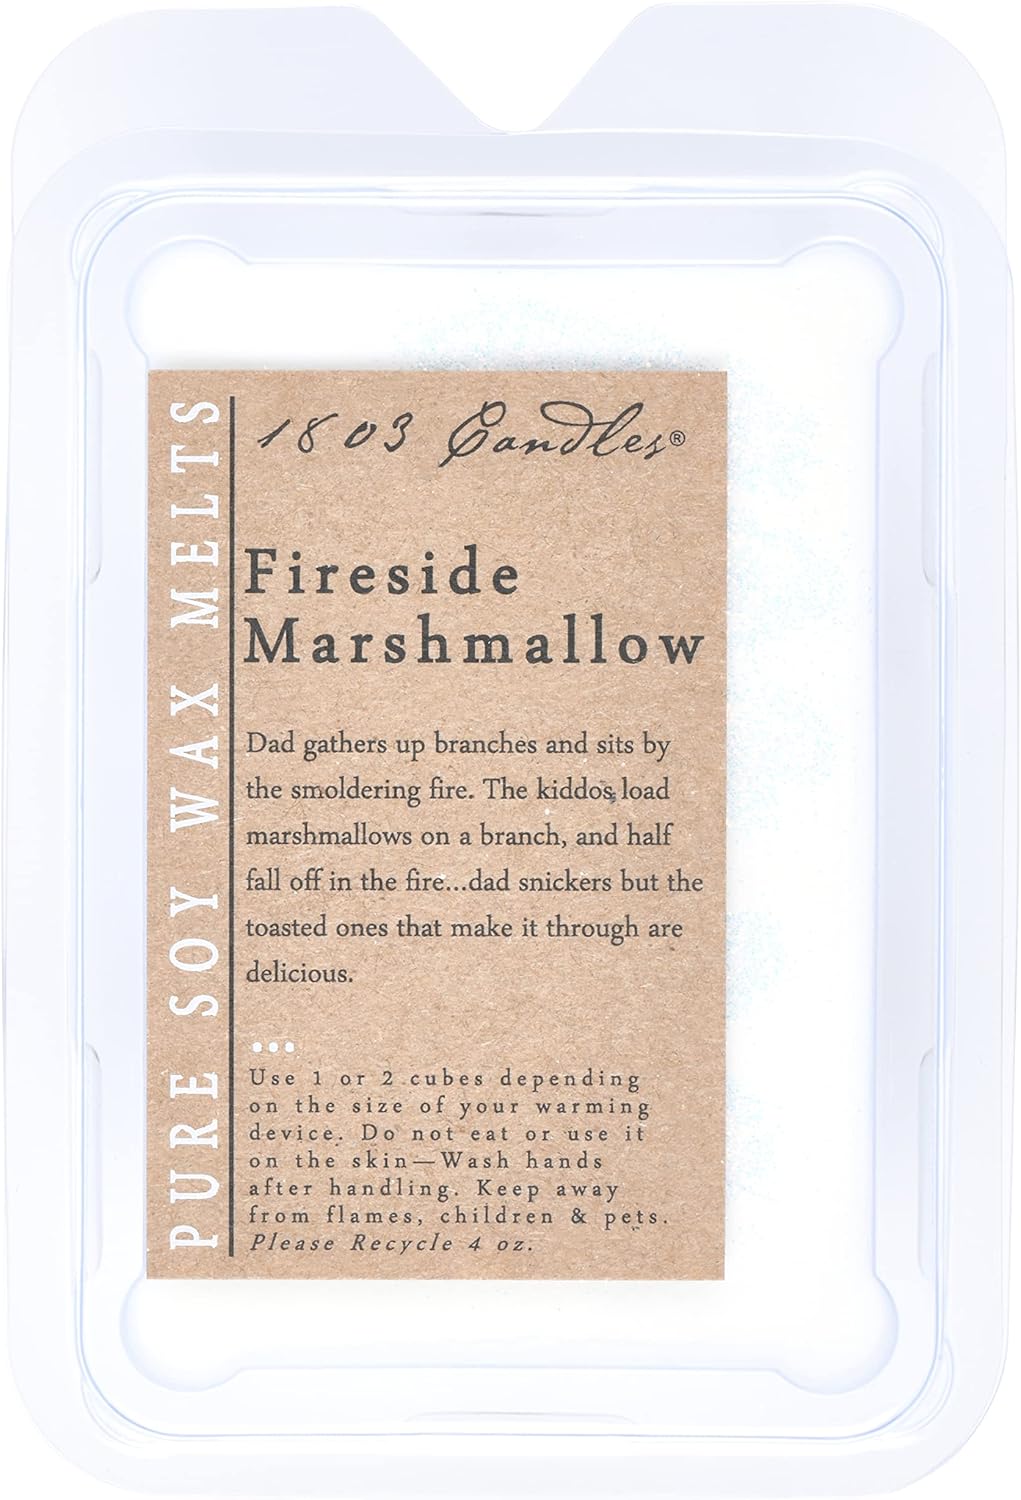 PURE SOY WAX MELTS
1803 Candles®
Fireside
Marshmallow
Dad gathers up branches and sits by
the smoldering fire. The kiddos load
marshmallows on a branch, and half
fall off in the fire...dad snickers but the
toasted ones that make it through are
delicious.
...
Use 1 or 2 cubes depending
on the size of your warming
device. Do not eat or use it
on the skin—Wash hands
after handling. Keep away
from flames, children & pets.
Please Recycle 4 oz.